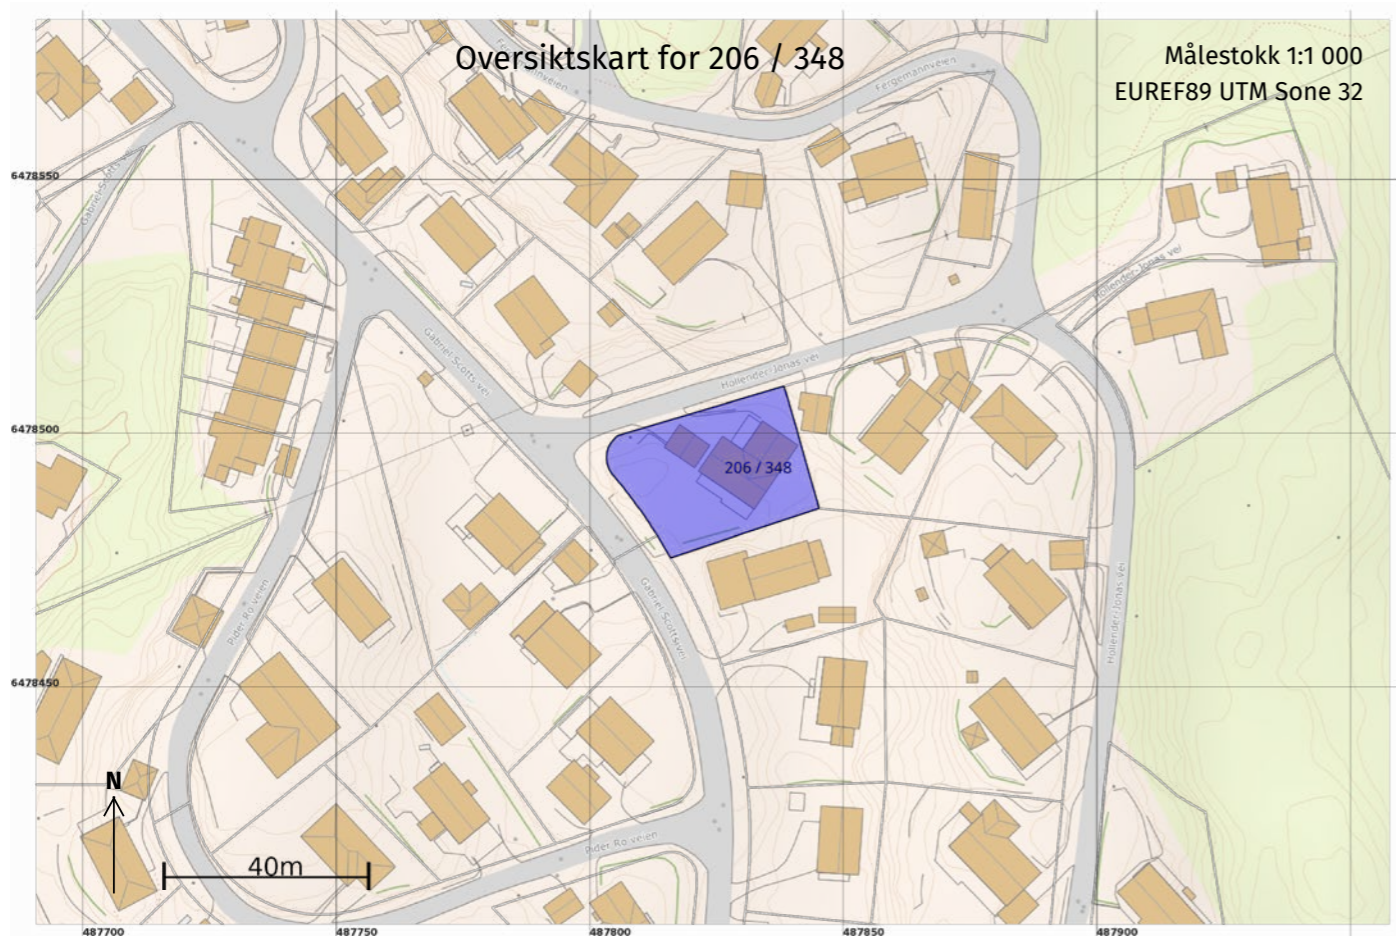 Oversiktskart for 206 / 348
Målestokk 1:1 000
EUREF89 UTM Sone 32
Fergemannveien
6478550
Gabriel Scotts vei
Hollender-Jonas vei
Gabriel Scotts vei
Hollender-Jonas vei
6478500
206 / 348
Pider Ro veien
Gabriel Scotts vei
Hollender-Jonas vei
6478450
N
40m
Pider Ro veien
487700
487750
487800
487850
487900